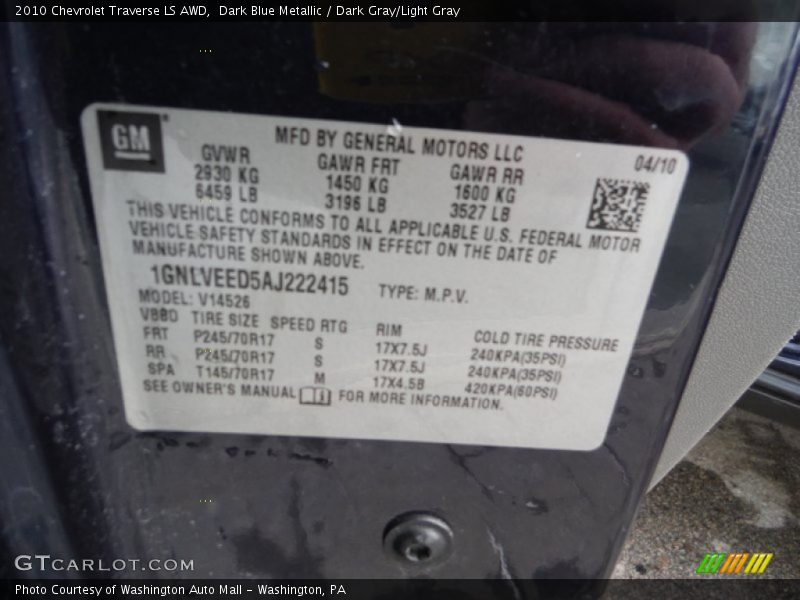 2010 Chevrolet Traverse LS AWD,  Dark Blue Metallic / Dark Gray/Light Gray
GM
MFD BY GENERAL MOTORS LLC
04/10
GVWR GAWR FRT GAWR RR
2930 KG 1450 KG 1600 KG
6459 LB 3196 LB 3527 LB
THIS VEHICLE CONFORMS TO ALL APPLICABLE U.S. FEDERAL MOTOR
VEHICLE SAFETY STANDARDS IN EFFECT ON THE DATE OF
MANUFACTURE SHOWN ABOVE.
1GNLVEED5AJ222415 TYPE: M.P.V.
MODEL: V14526
VBBD TIRE SIZE SPEED RTG RIM COLD TIRE PRESSURE
FRT P245/70R17 S 17X7.5J 240KPA(35PSI)
RR P245/70R17 S 17X7.5J 240KPA(35PSI)
SPA T145/70R17 M 17X4.5B 420KPA(60PSI)
SEE OWNER'S MANUAL FOR MORE INFORMATION.
GTCARLOT.COM
Photo Courtesy of Washington Auto Mall - Washington, PA